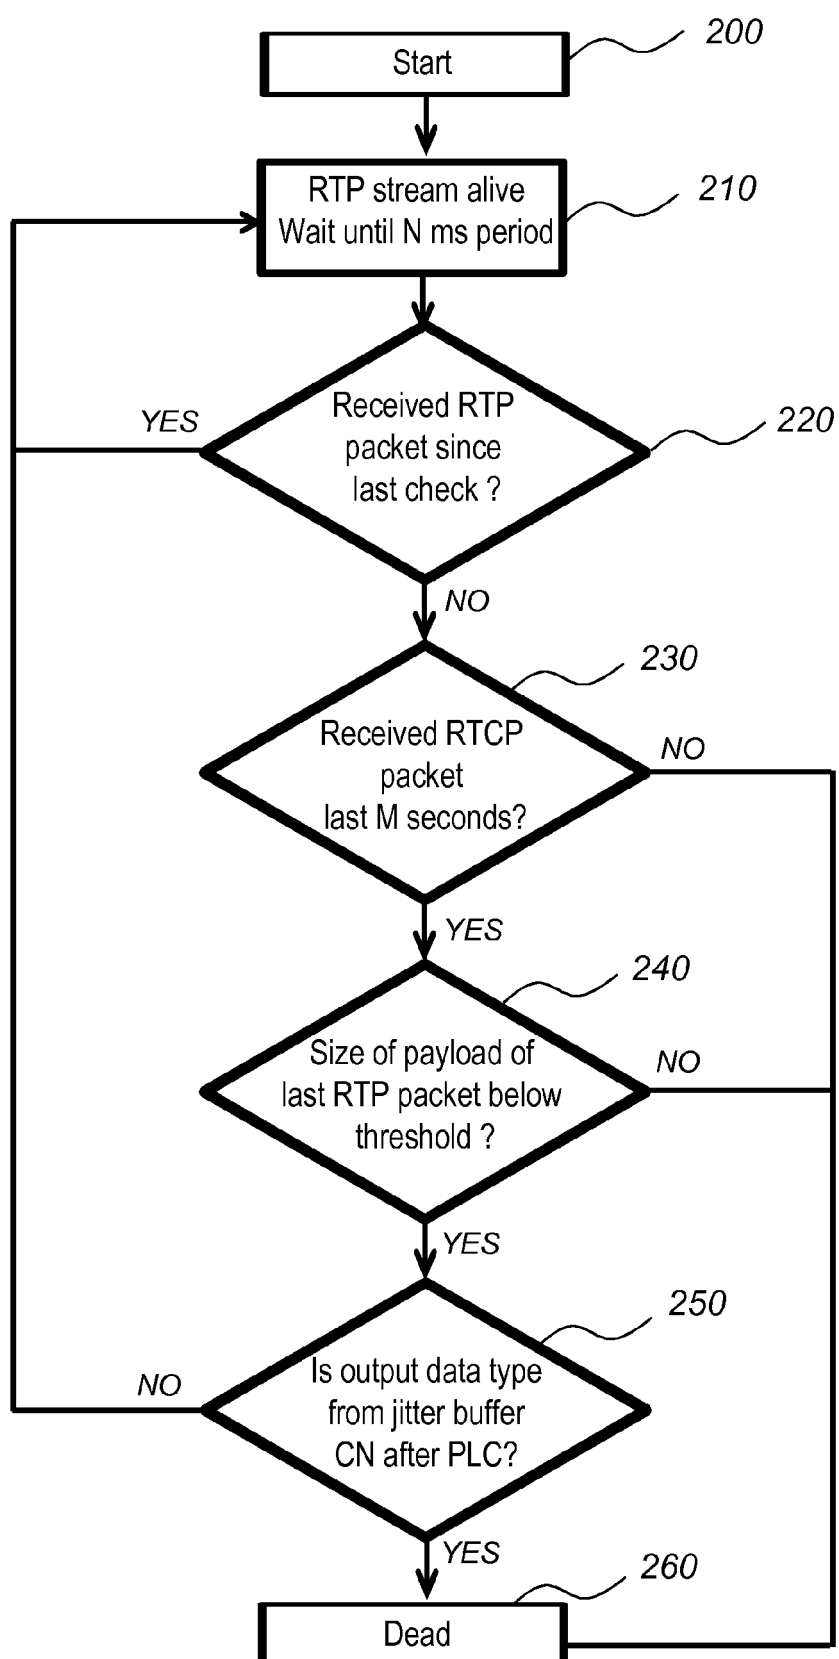 Start
200
RTP stream alive
Wait until N ms period
210
Received RTP
packet since
last check ?
YES
220
NO
Received RTCP
packet
last M seconds?
230
NO
YES
Size of payload of
last RTP packet below
threshold ?
240
NO
YES
Is output data type
from jitter buffer
CN after PLC?
250
NO
YES
Dead
260